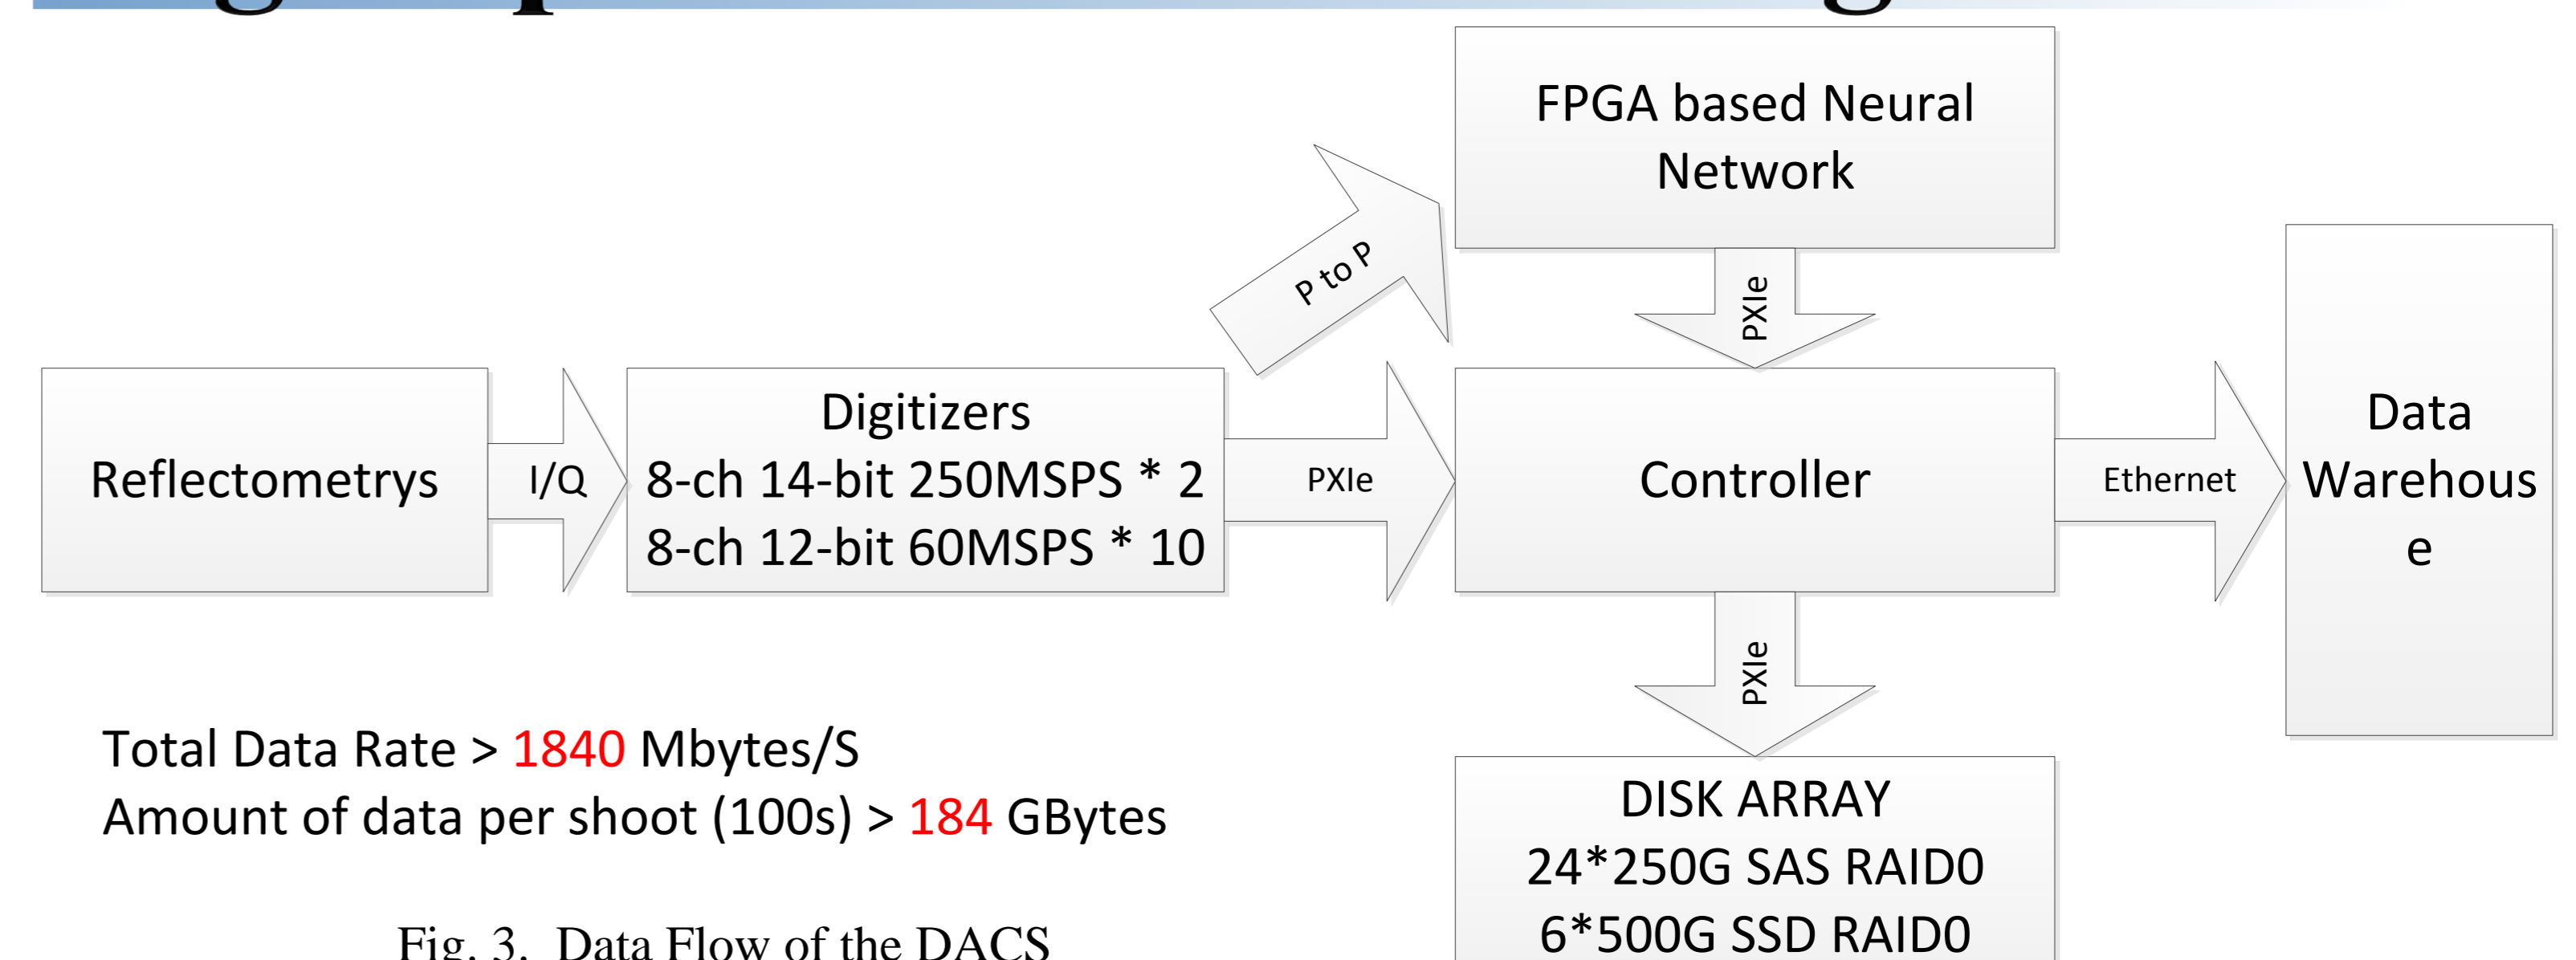 FPGA based Neural
Network
P to P
PXIe
Reflectometrys
I/Q
Digitizers
8-ch 14-bit 250MSPS * 2
8-ch 12-bit 60MSPS * 10
PXIe
Controller
Ethernet
Data
Warehous
e
PXIe
Total Data Rate > 1840 Mbytes/S
Amount of data per shoot (100s) > 184 GBytes
DISK ARRAY
24*250G SAS RAID0
6*500G SSD RAID0
Fig. 3. Data Flow of the DACS